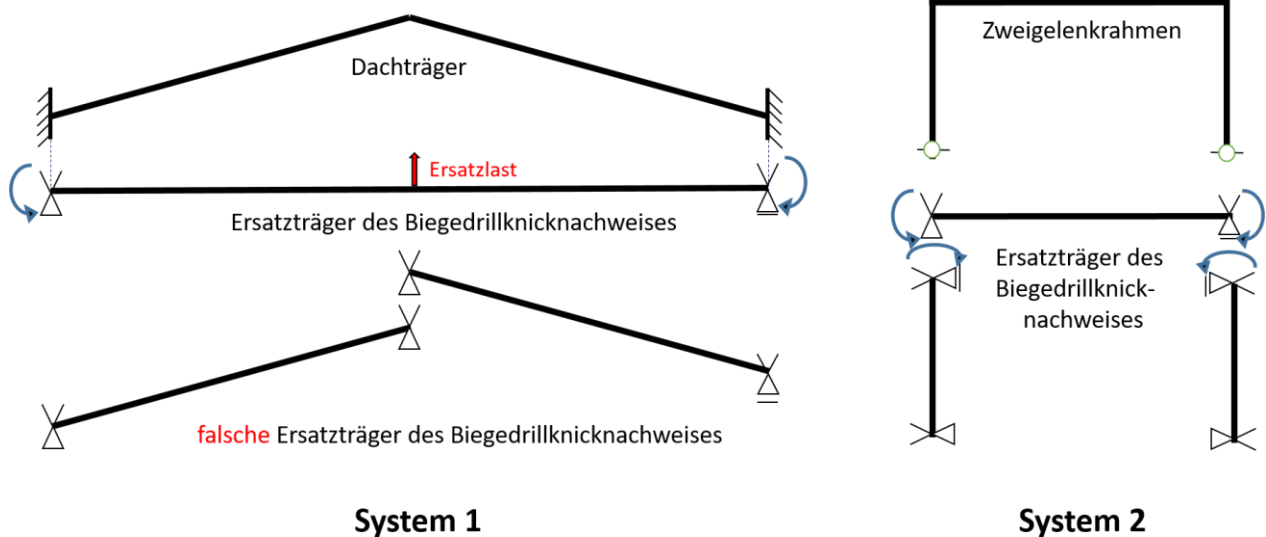 Dachträger
Ersatzlast
Ersatzträger des Biegedrillknicknachweises
falsche Ersatzträger des Biegedrillknicknachweises
System 1
Zweigelenkrahmen
Ersatzträger des
Biegedrillknick-
nachweises
System 2